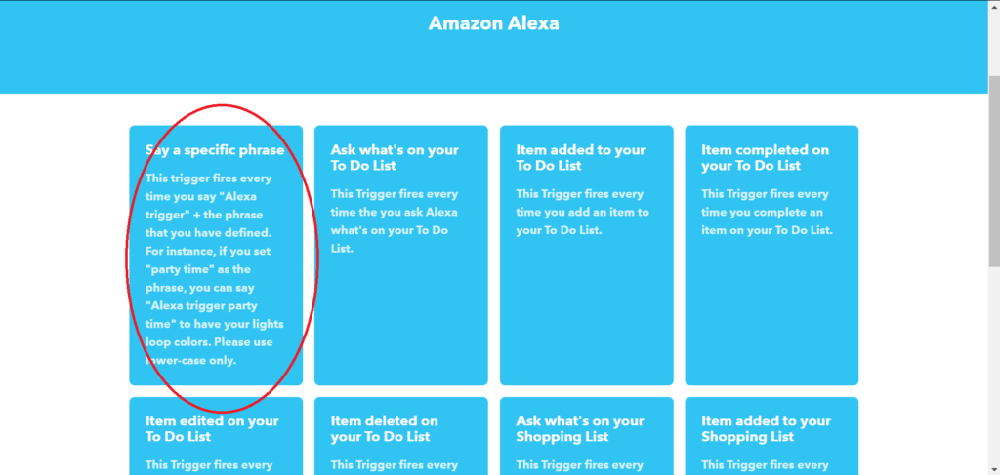 Amazon Alexa
Say a specific phrase
This trigger fires every
time you say "Alexa
trigger" + the phrase
that you have defined.
For instance, if you set
"party time" as the
phrase, you can say
"Alexa trigger party
time" to have your lights
loop colors. Please use
lower-case only.
Ask what's on your
To Do List
This Trigger fires every
time the you ask Alexa
what's on your To Do
List.
Item added to your
To Do List
This Trigger fires every
time you add an item to
your To Do List.
Item completed on
your To Do List
This Trigger fires every
time you complete an
item on your To Do List.
Item edited on your
To Do List
This Trigger fires every
Item deleted on
your To Do List
This Trigger fires every
Ask what's on your
Shopping List
This Trigger fires every
Item added to your
Shopping List
This Trigger fires every